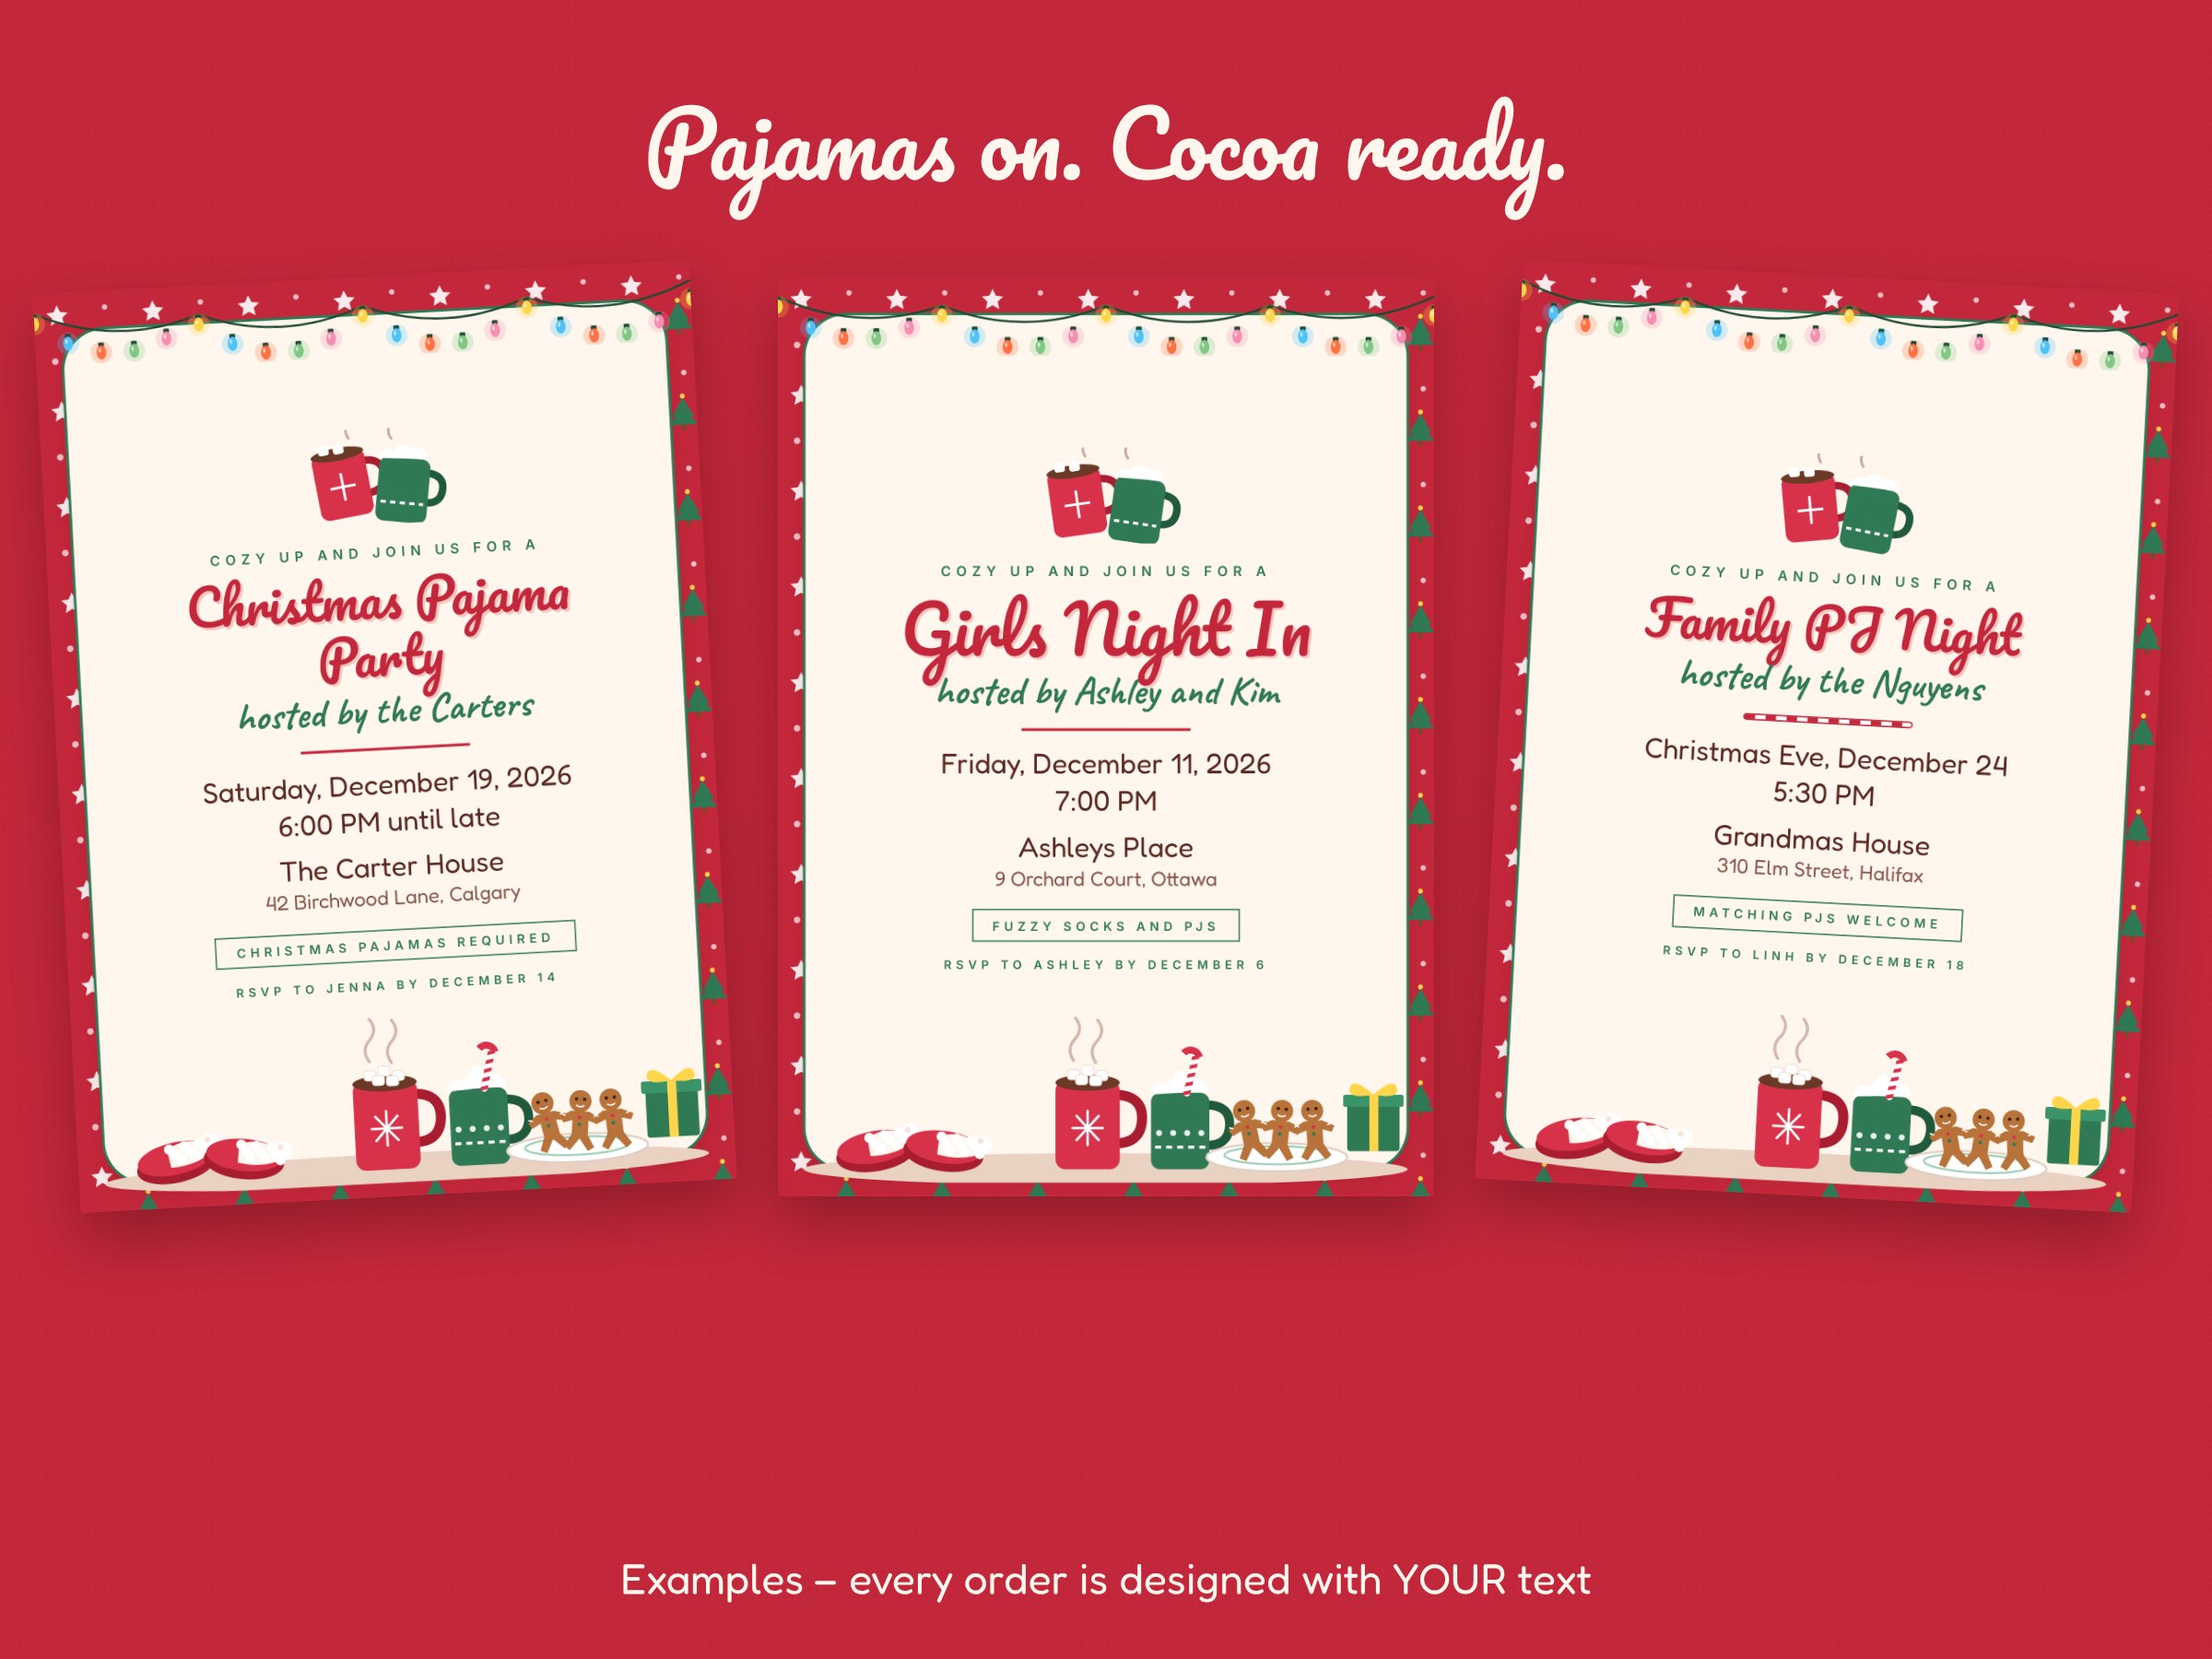 Pajamas on. Cocoa ready.
COZY UP AND JOIN US FOR A
Christmas Pajama
Party
hosted by the Carters
Saturday, December 19, 2026
6:00 PM until late
The Carter House
42 Birchwood Lane, Calgary
CHRISTMAS PAJAMAS REQUIRED
RSVP TO JENNA BY DECEMBER 14
COZY UP AND JOIN US FOR A
Girls Night In
hosted by Ashley and Kim
Friday, December 11, 2026
7:00 PM
Ashleys Place
9 Orchard Court, Ottawa
FUZZY SOCKS AND PJS
RSVP TO ASHLEY BY DECEMBER 6
COZY UP AND JOIN US FOR A
Family PJ Night
hosted by the Nguyens
Christmas Eve, December 24
5:30 PM
Grandmas House
310 Elm Street, Halifax
MATCHING PJS WELCOME
RSVP TO LINH BY DECEMBER 18
Examples – every order is designed with YOUR text